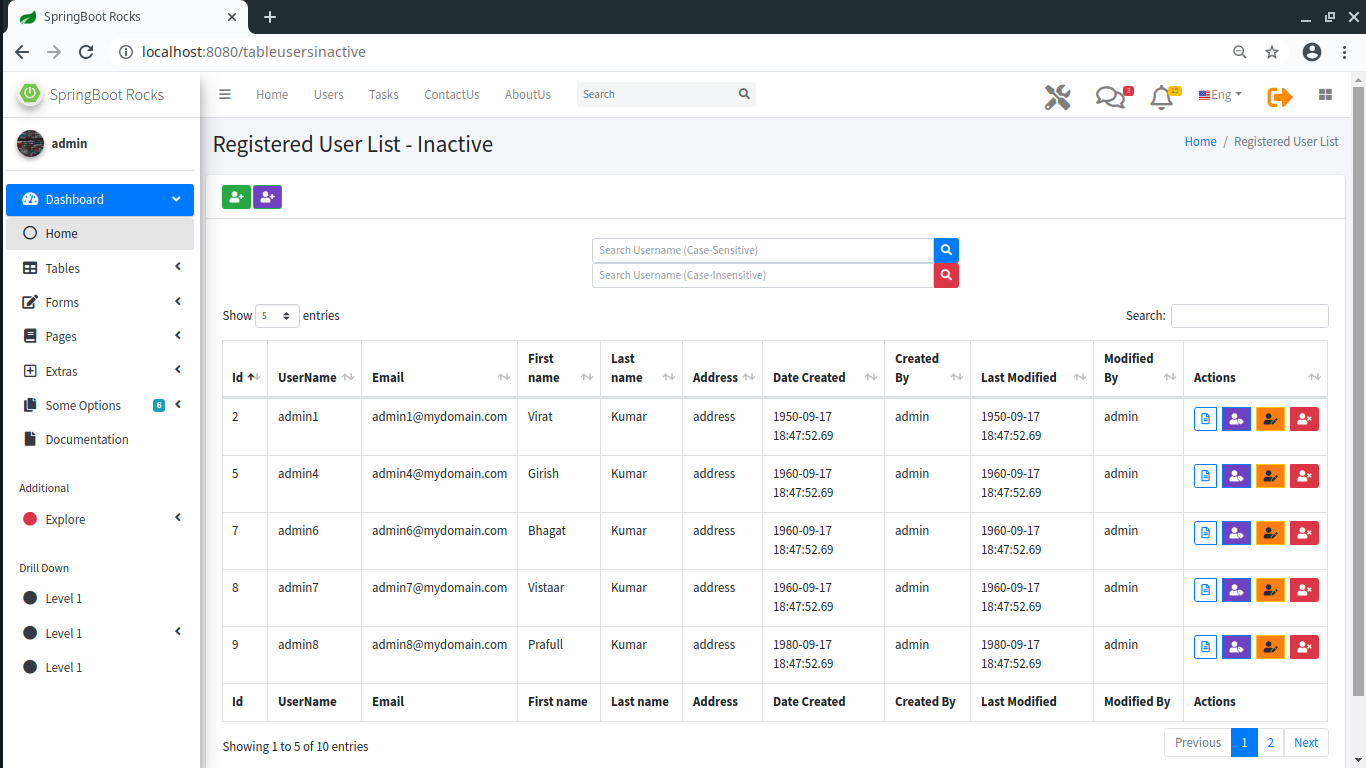 SpringBoot Rocks
localhost:8080/tableusersinactive
SpringBoot Rocks
Home Users Tasks ContactUs AboutUs Search 3 15 Eng
admin
Registered User List - Inactive
Home / Registered User List
Dashboard
Home
Tables
Forms
Pages
Extras
Some Options 6
Documentation
Additional
Explore
Drill Down
Level 1
Level 1
Level 1
Search Username (Case-Sensitive)
Search Username (Case-Insensitive)
Show 5 entries
Search:
Id UserName Email First name Last name Address Date Created Created By Last Modified Modified By Actions
2 admin1 admin1@mydomain.com Virat Kumar address 1950-09-17 18:47:52.69 admin 1950-09-17 18:47:52.69 admin
5 admin4 admin4@mydomain.com Girish Kumar address 1960-09-17 18:47:52.69 admin 1960-09-17 18:47:52.69 admin
7 admin6 admin6@mydomain.com Bhagat Kumar address 1960-09-17 18:47:52.69 admin 1960-09-17 18:47:52.69 admin
8 admin7 admin7@mydomain.com Vistaar Kumar address 1960-09-17 18:47:52.69 admin 1960-09-17 18:47:52.69 admin
9 admin8 admin8@mydomain.com Prafull Kumar address 1980-09-17 18:47:52.69 admin 1980-09-17 18:47:52.69 admin
Id UserName Email First name Last name Address Date Created Created By Last Modified Modified By Actions
Showing 1 to 5 of 10 entries
Previous 1 2 Next